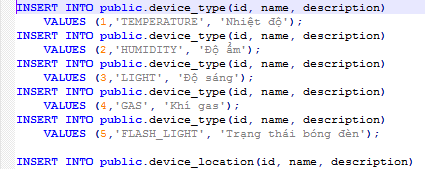 INSERT INTO public.device_type(id, name, description)
VALUES (1,'TEMPERATURE', 'Nhiệt độ');
INSERT INTO public.device_type(id, name, description)
VALUES (2,'HUMIDITY', 'Độ ẩm');
INSERT INTO public.device_type(id, name, description)
VALUES (3,'LIGHT', 'Độ sáng');
INSERT INTO public.device_type(id, name, description)
VALUES (4,'GAS', 'Khí gas');
INSERT INTO public.device_type(id, name, description)
VALUES (5,'FLASH_LIGHT', 'Trạng thái bóng đèn');
INSERT INTO public.device_location(id, name, description)